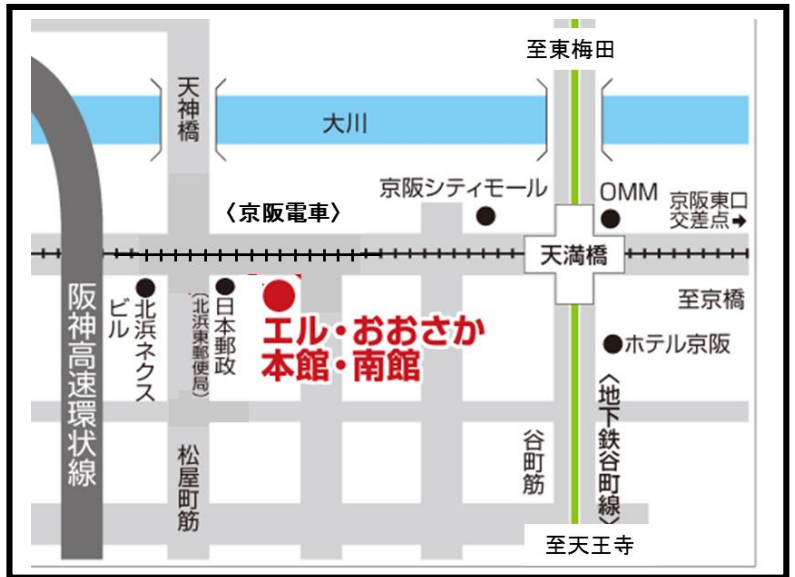 至東梅田
天神橋
大川
京阪シティモール
OMM
京阪東口
交差点➡
〈京阪電車〉
天満橋
至京橋
阪神高速環状線
北浜ネクス
ビル
日本郵政
(北浜東郵便局)
エル・おおさか
本館・南館
ホテル京阪
〈地下鉄谷町線〉
谷町筋
松屋町筋
至天王寺